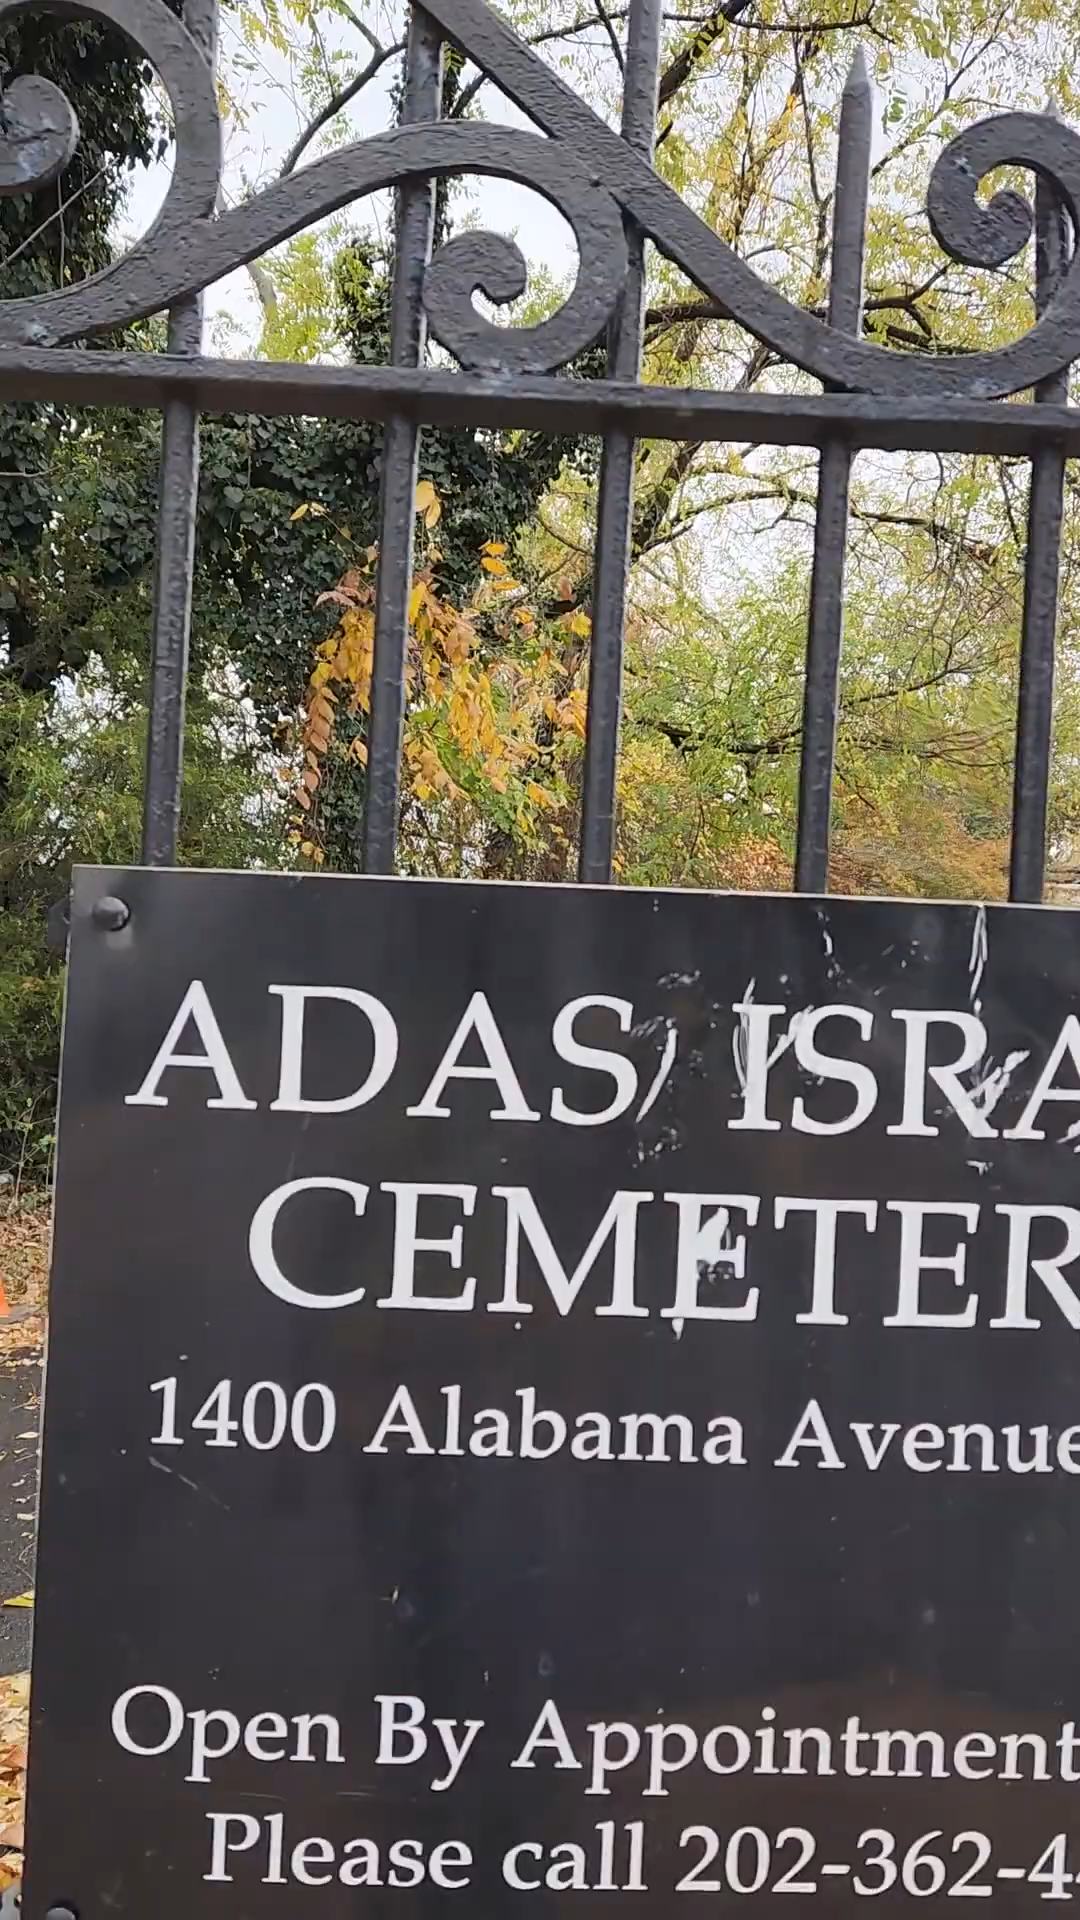 ADAS ISRA
CEMETER
1400 Alabama Avenue
Open By Appointment
Please call 202-362-4